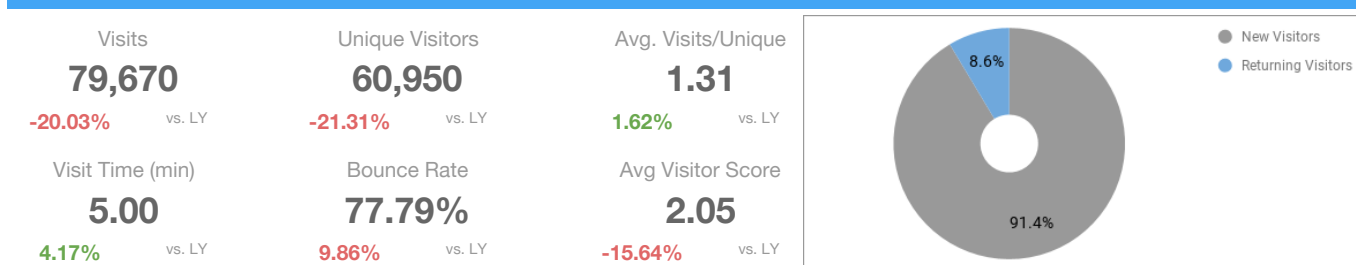 Visits
79,670
-20.03% vs. LY
Unique Visitors
60,950
-21.31% vs. LY
Avg. Visits/Unique
1.31
1.62% vs. LY
Visit Time (min)
5.00
4.17% vs. LY
Bounce Rate
77.79%
9.86% vs. LY
Avg Visitor Score
2.05
-15.64% vs. LY
8.6%
91.4%
New Visitors
Returning Visitors